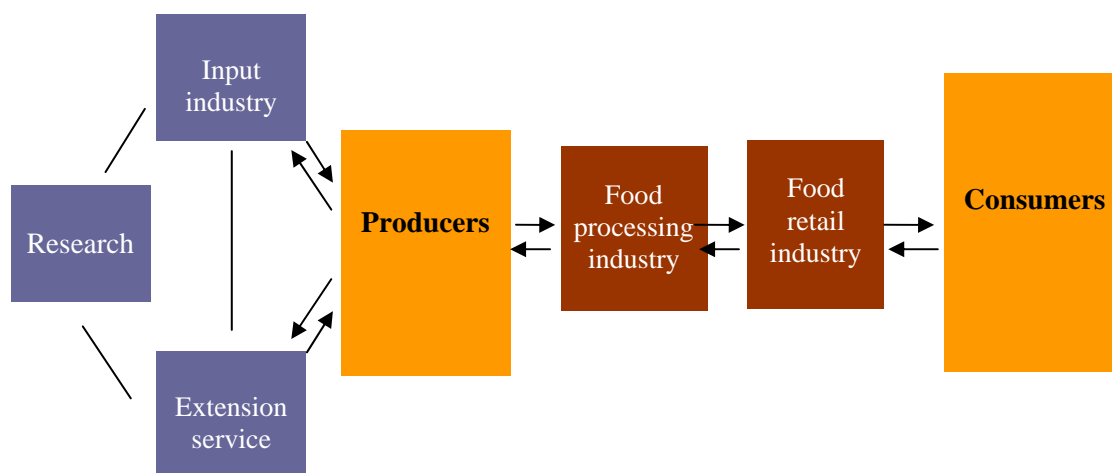 Input
industry
Research
Extension
service
Producers
Food
processing
industry
Food
retail
industry
Consumers